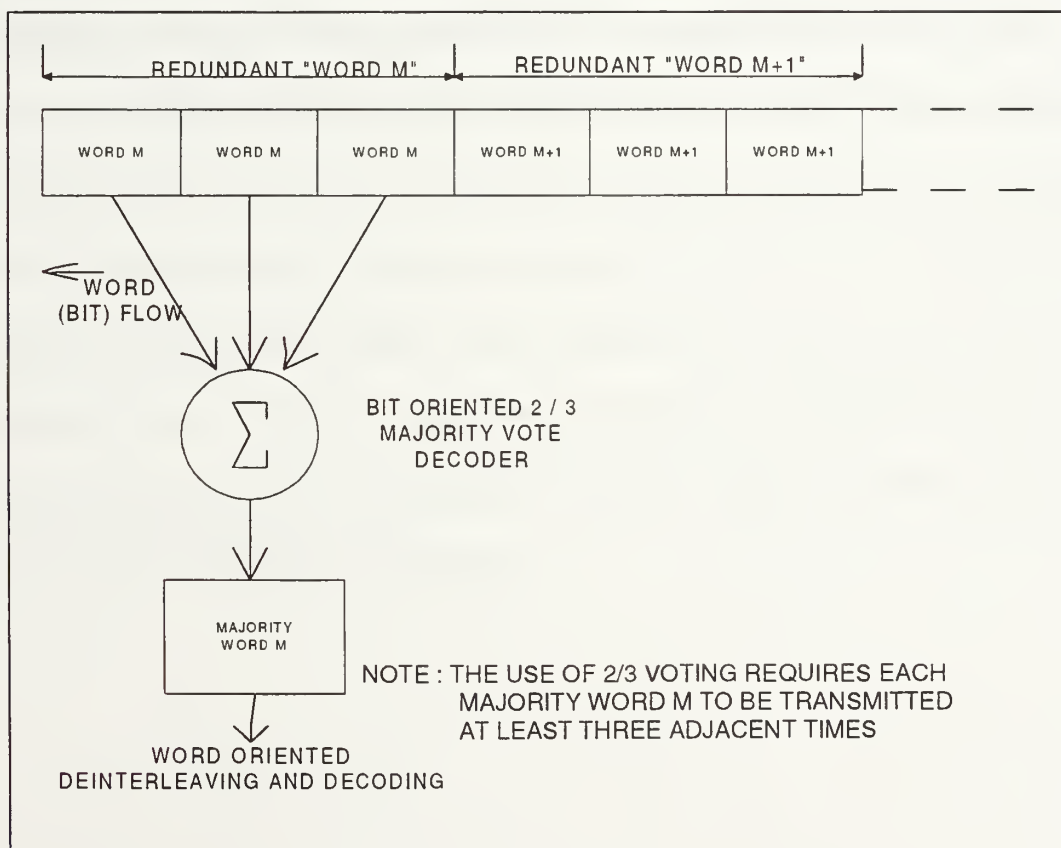 REDUNDANT "WORD M" REDUNDANT "WORD M+1"
WORD M WORD M WORD M WORD M+1 WORD M+1 WORD M+1
WORD
(BIT) FLOW
Σ
BIT ORIENTED 2 / 3
MAJORITY VOTE
DECODER
MAJORITY
WORD M
NOTE : THE USE OF 2/3 VOTING REQUIRES EACH
MAJORITY WORD M TO BE TRANSMITTED
AT LEAST THREE ADJACENT TIMES
WORD ORIENTED
DEINTERLEAVING AND DECODING